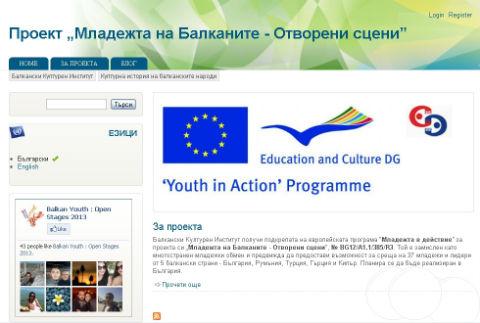 Login Register
Проект „Младежта на Балканите - Отворени сцени”
HOME ЗА ПРОЕКТА БЛОГ
Балкански Културен Институт Културна история на балканските народи
Търси
ЕЗИЦИ
Български
English
Balkan Youth : Open
Stages 2013
Like
43 people like Balkan Youth : Open
Stages 2013.
Education and Culture DG
‘Youth in Action’ Programme
За проекта
Балкански Културен Институт получи подкрепата на европейската програма "Младежта в действие" за
проекта си „Младежта на Балканите - Отворени сцени”, № BG12/A1.1/385/R3. Той е замислен като
многостранен младежки обмен и предвижда да предостави възможност за среща на 37 младежи и лидери
от 5 балкански страни - България, Румъния, Турция, Гърция и Кипър. Планира се да бъде реализиран в
България.
Прочети още